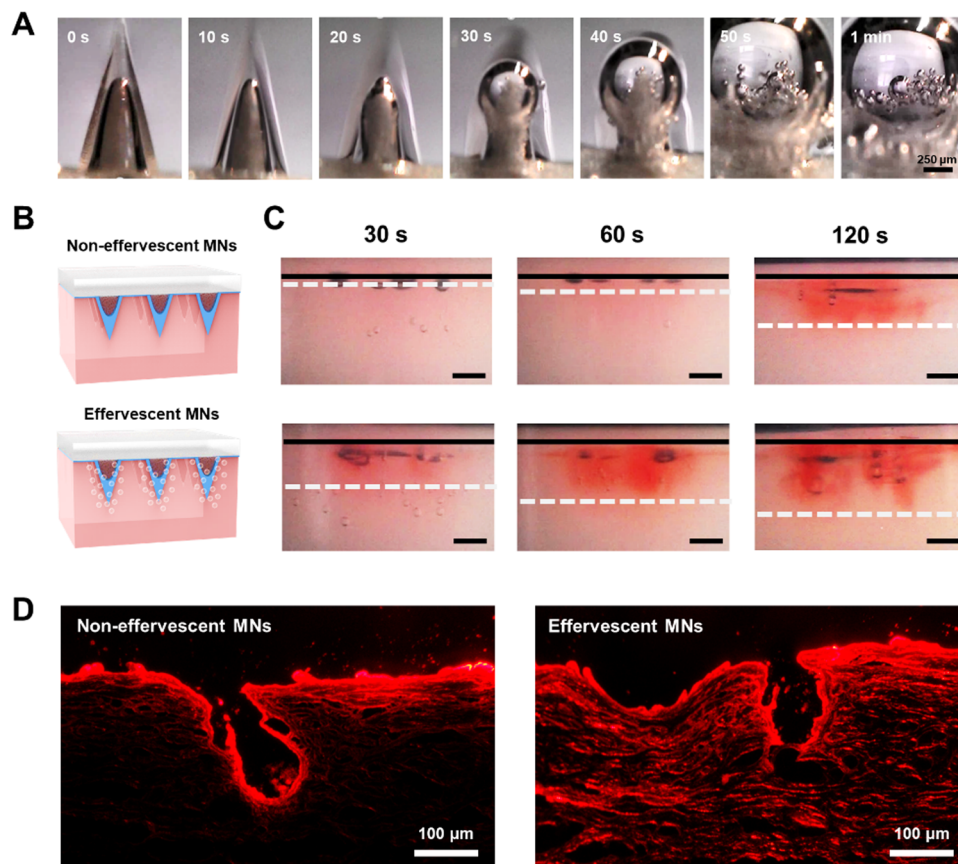 A
0 s
10 s
20 s
30 s
40 s
50 s
1 min
250 µm
B
Non-effervescent MNs
Effervescent MNs
C
30 s
60 s
120 s
D
Non-effervescent MNs
100 µm
Effervescent MNs
100 µm